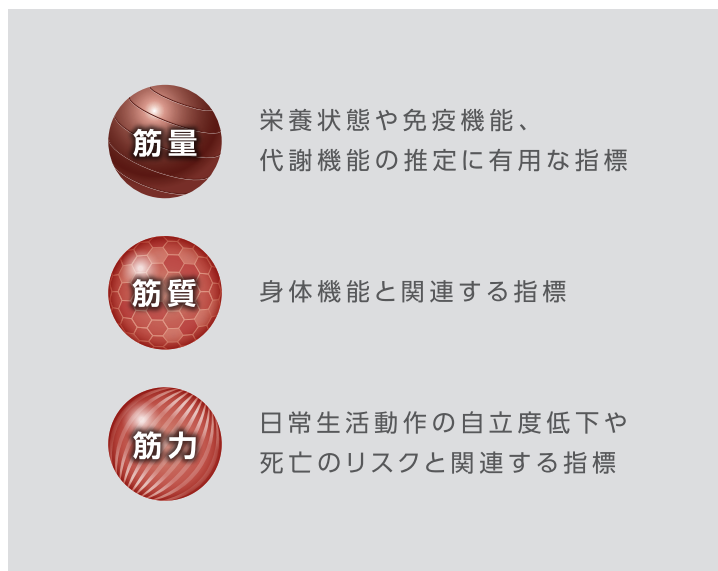 筋量
栄養状態や免疫機能、
代謝機能の推定に有用な指標
筋質
身体機能と関連する指標
筋力
日常生活動作の自立度低下や
死亡のリスクと関連する指標